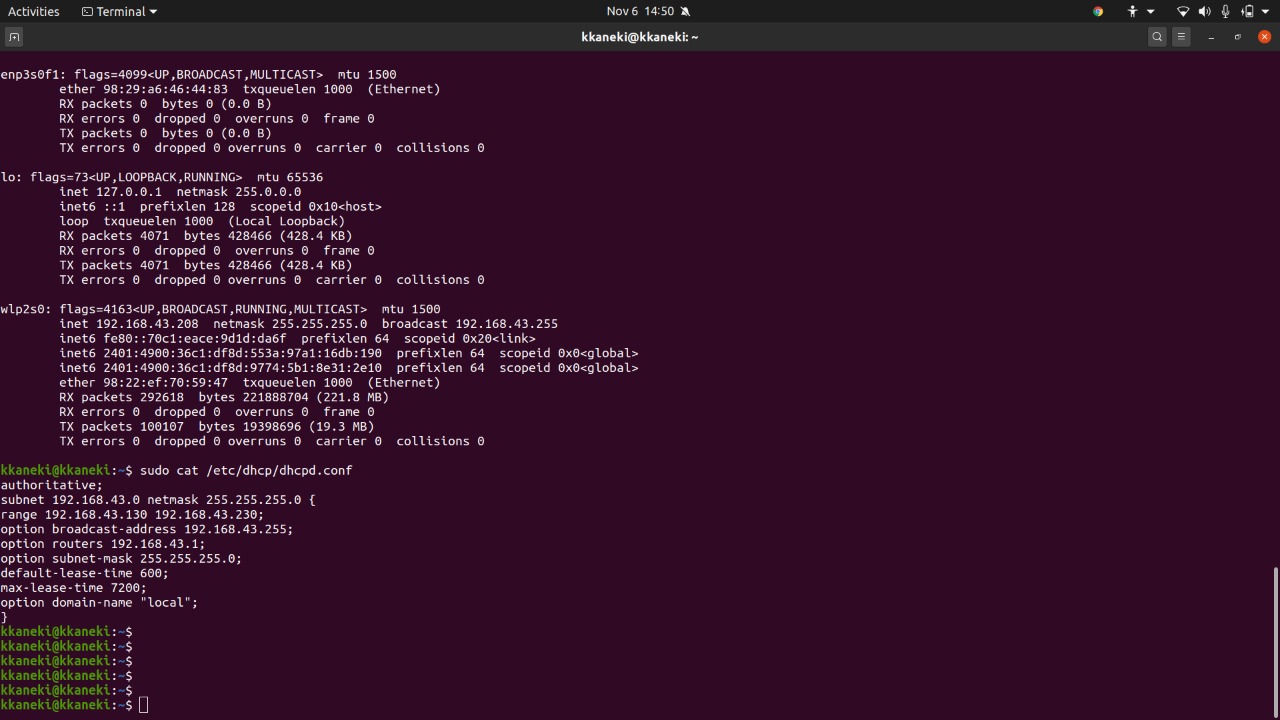 Activities
Terminal
Nov 6 14:50
kkaneki@kkaneki: ~
enp3s0f1: flags=4099<UP,BROADCAST,MULTICAST>  mtu 1500
        ether 98:29:a6:46:44:83  txqueuelen 1000  (Ethernet)
        RX packets 0  bytes 0 (0.0 B)
        RX errors 0  dropped 0  overruns 0  frame 0
        TX packets 0  bytes 0 (0.0 B)
        TX errors 0  dropped 0 overruns 0  carrier 0  collisions 0
lo: flags=73<UP,LOOPBACK,RUNNING>  mtu 65536
        inet 127.0.0.1  netmask 255.0.0.0
        inet6 ::1  prefixlen 128  scopeid 0x10<host>
        loop  txqueuelen 1000  (Local Loopback)
        RX packets 4071  bytes 428466 (428.4 KB)
        RX errors 0  dropped 0  overruns 0  frame 0
        TX packets 4071  bytes 428466 (428.4 KB)
        TX errors 0  dropped 0 overruns 0  carrier 0  collisions 0
wlp2s0: flags=4163<UP,BROADCAST,RUNNING,MULTICAST>  mtu 1500
        inet 192.168.43.208  netmask 255.255.255.0  broadcast 192.168.43.255
        inet6 fe80::70c1:eace:9d1d:da6f  prefixlen 64  scopeid 0x20<link>
        inet6 2401:4900:36c1:df8d:553a:97a1:16db:190  prefixlen 64  scopeid 0x0<global>
        inet6 2401:4900:36c1:df8d:9774:5b1:8e31:2e10  prefixlen 64  scopeid 0x0<global>
        ether 98:22:ef:70:59:47  txqueuelen 1000  (Ethernet)
        RX packets 292618  bytes 221888704 (221.8 MB)
        RX errors 0  dropped 0  overruns 0  frame 0
        TX packets 100107  bytes 19398696 (19.3 MB)
        TX errors 0  dropped 0 overruns 0  carrier 0  collisions 0
kkaneki@kkaneki:~$ sudo cat /etc/dhcp/dhcpd.conf
authoritative;
subnet 192.168.43.0 netmask 255.255.255.0 {
range 192.168.43.130 192.168.43.230;
option broadcast-address 192.168.43.255;
option routers 192.168.43.1;
option subnet-mask 255.255.255.0;
default-lease-time 600;
max-lease-time 7200;
option domain-name "local";
}
kkaneki@kkaneki:~$
kkaneki@kkaneki:~$
kkaneki@kkaneki:~$
kkaneki@kkaneki:~$
kkaneki@kkaneki:~$
kkaneki@kkaneki:~$